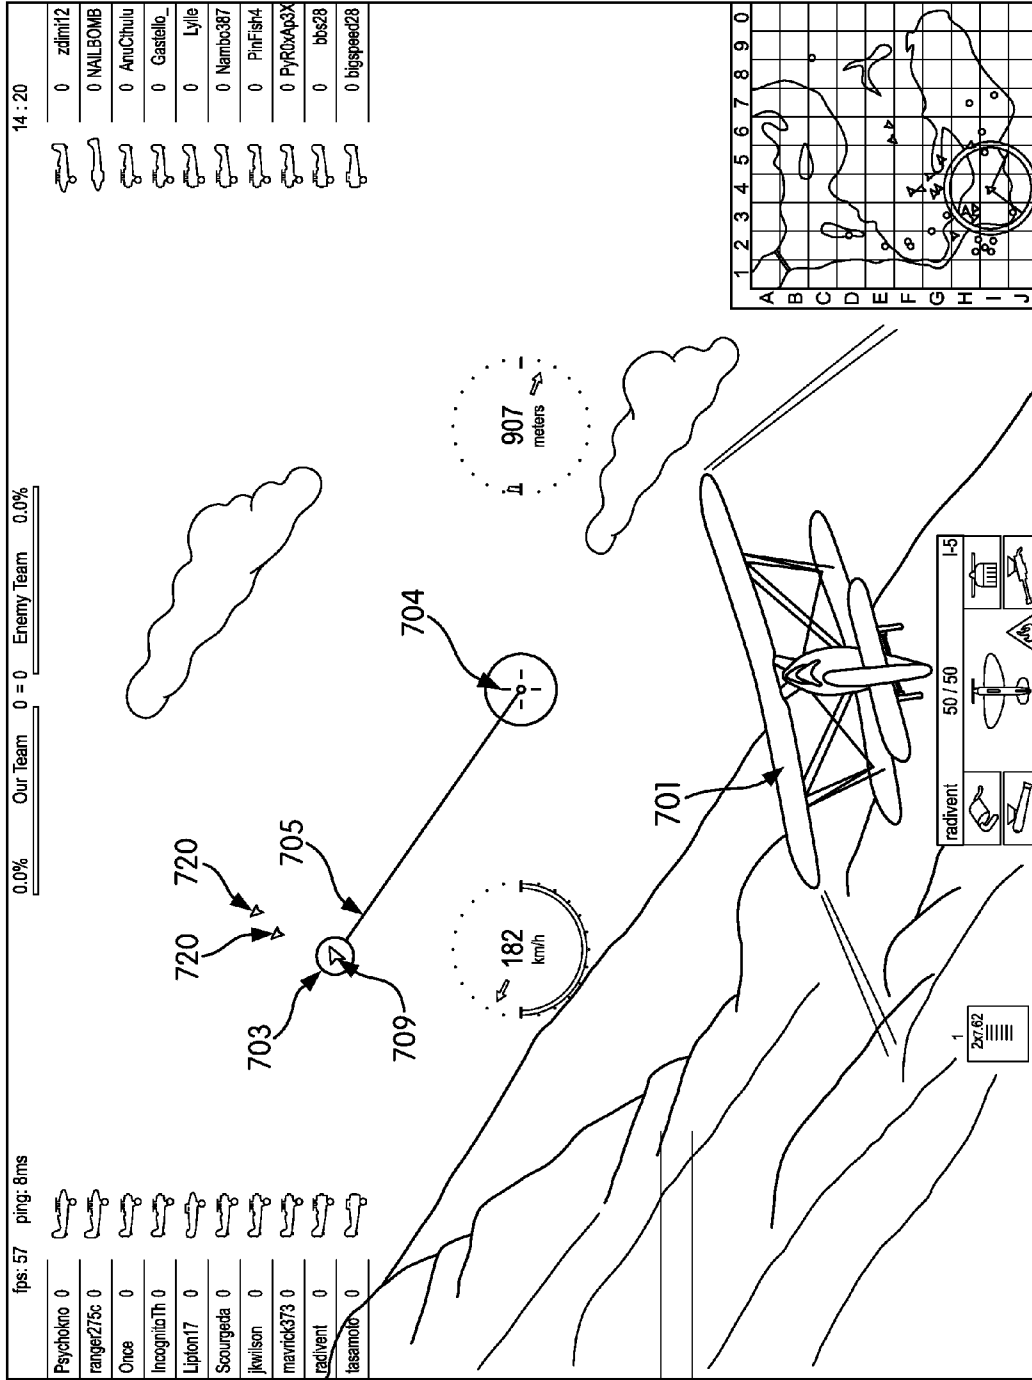 fps: 57 ping: 8ms
0.0% Our Team 0 = 0 Enemy Team 0.0%
14 : 20
Psychokno 0
ranger275c 0
Once 0
IncognitoTh 0
Lipton17 0
Scourgeda 0
jkwilson 0
mavrick373 0
radivent 0
tasamolo 0
0 zdimi12
0 NAILBOMB
0 AnuCthulu
0 Gastello_
0 Lylle
0 Nambo387
0 PinFish4
0 PyR0xAp3X
0 bbs28
0 bigspeed28
720
720
703
705
709
704
182
km/h
907
meters
701
1
2x7.62
radivent 50 / 50 I-5
1 2 3 4 5 6 7 8 9 0
A
B
C
D
E
F
G
H
I
J